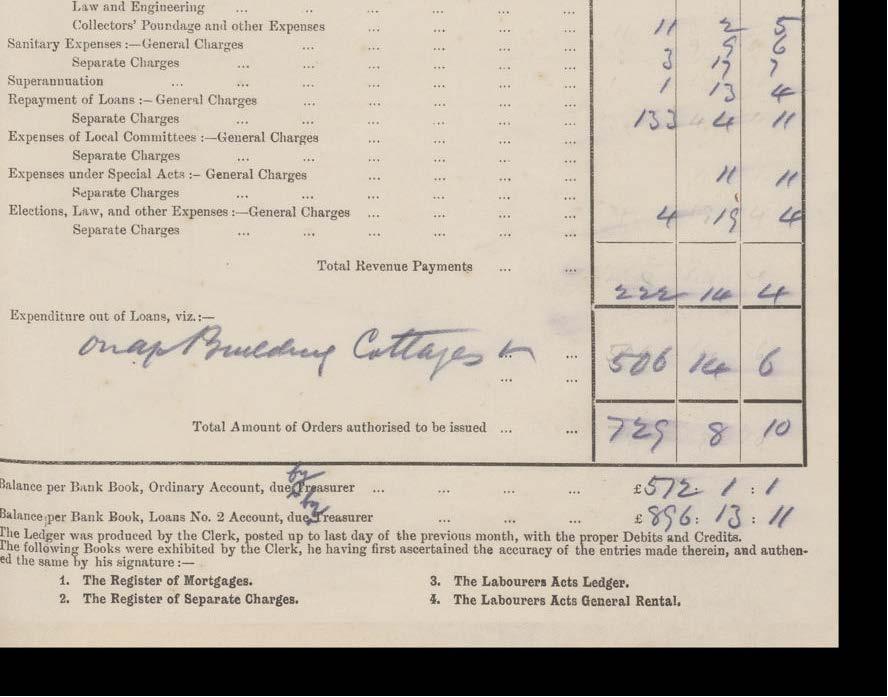 Law and Engineering ... .. ... ... ... ...
Collectors' Poundage and other Expenses ... ... ... ... 11 2 5
Sanitary Expenses :—General Charges ... ... ... ... ... 3 9 6
Separate Charges ... ... ... ... ... ... 3 17 7
Superannuation ... ... ... ... ... ... 1 13 4
Repayment of Loans :—General Charges ... ... ... ... ...
Separate Charges ... ... ... ... ... ... 133 4 11
Expenses of Local Committees :—General Charges ... ... ... ...
Separate Charges ... ... ... ... ... ...
Expenses under Special Acts :— General Charges ... ... ... ... 11 11
Separate Charges ... ... ... ... ... ...
Elections, Law, and other Expenses :—General Charges ... ... ... ... 4 19 4
Separate Charges ... ... ... ... ... ...
Total Revenue Payments ... ...
222 14 4
Expenditure out of Loans, viz.:—
Building Cottages ... ... 506 14 6
... ...
Total Amount of Orders authorised to be issued ... ... 729 8 10
Balance per Bank Book, Ordinary Account, due by Treasurer ... ... ... ... £572 : 1 : 1
Balance per Bank Book, Loans No. 2 Account, due by Treasurer ... ... ... £896 : 13 : 11
The Ledger was produced by the Clerk, posted up to last day of the previous month, with the proper Debits and Credits.
The following Books were exhibited by the Clerk, he having first ascertained the accuracy of the entries made therein, and authen-
ed the same by his signature :—
1. The Register of Mortgages. 3. The Labourers Acts Ledger.
2. The Register of Separate Charges. 4. The Labourers Acts General Rental.